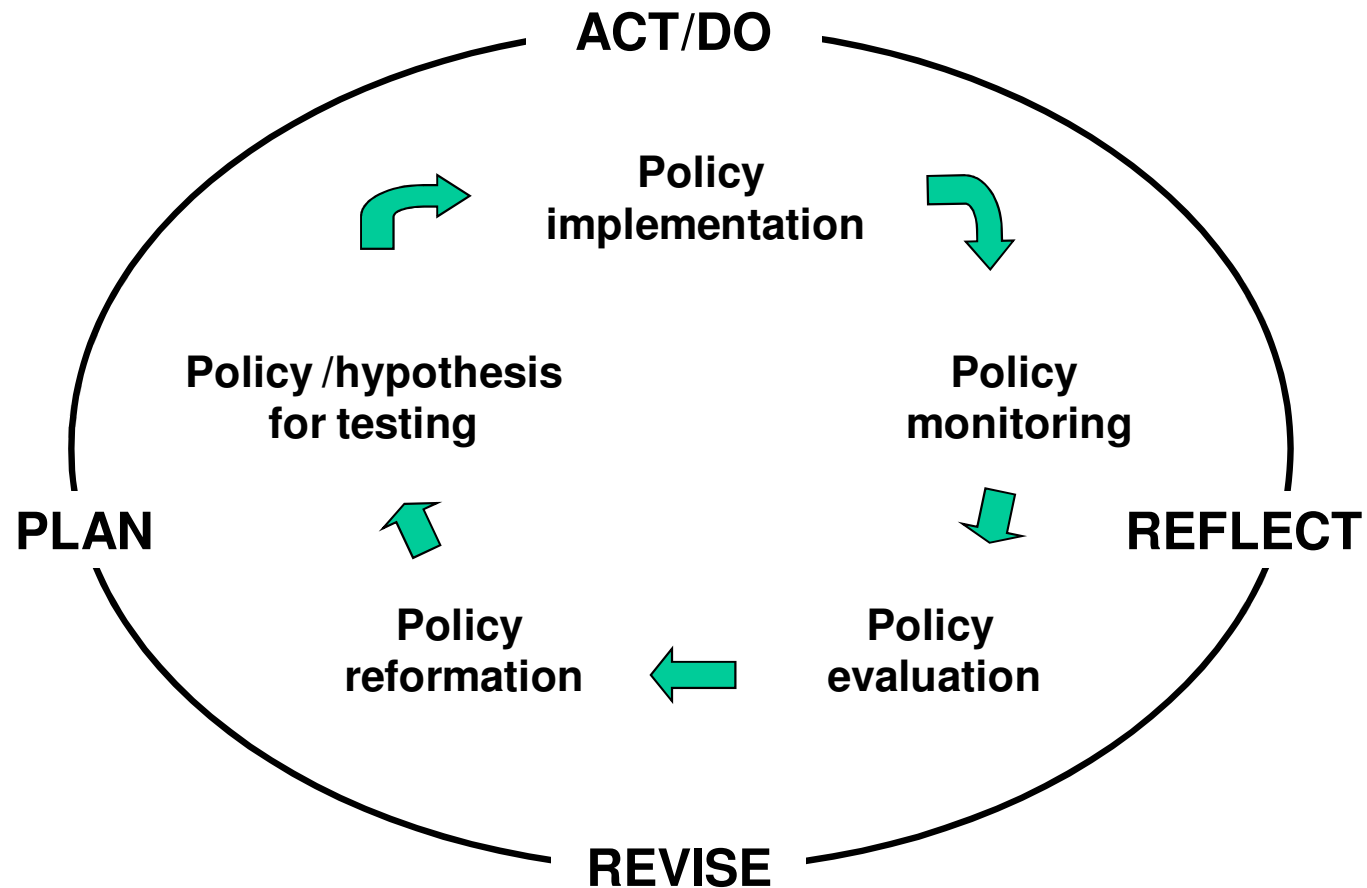 ACT/DO
Policy
implementation
Policy /hypothesis
for testing
Policy
monitoring
PLAN
REFLECT
Policy
reformation
Policy
evaluation
REVISE